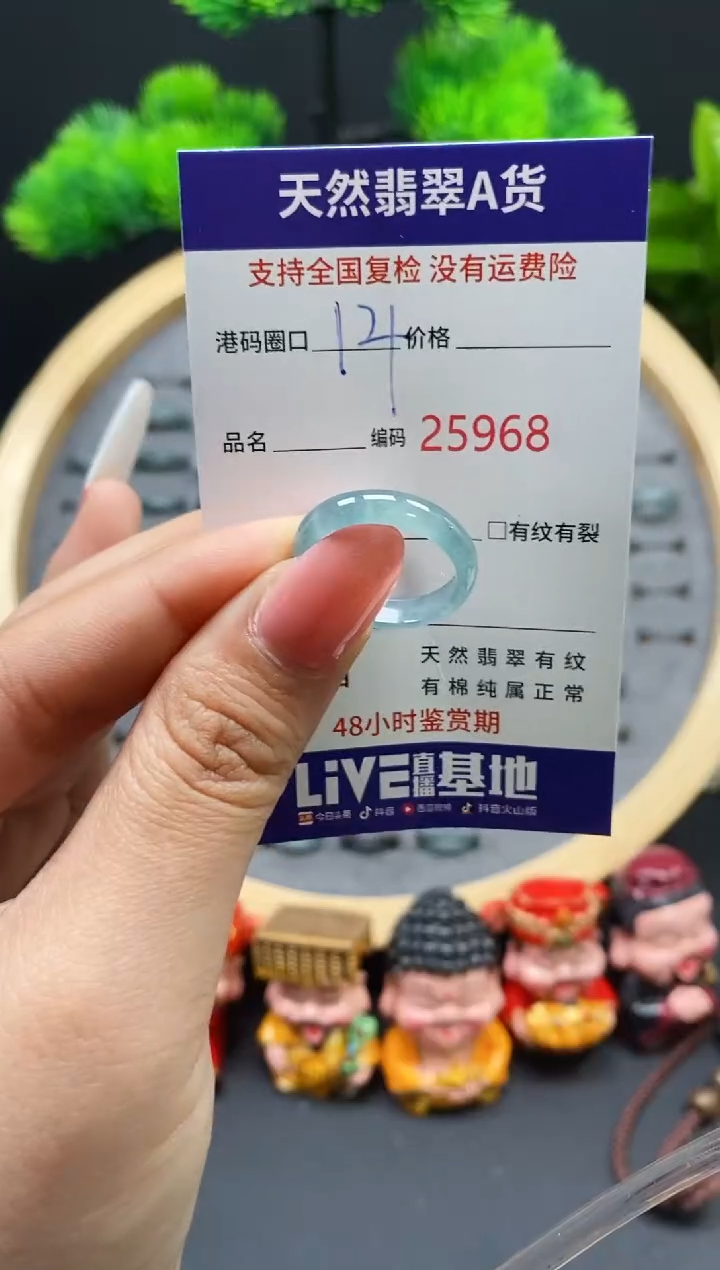 天然翡翠A货
支持全国复检 没有运费险
港码圈口 14 价格
品名 编码 25968
□有纹有裂
天然翡翠有纹
有棉纯属正常
48小时鉴赏期
LiVE直播基地
今日头条 抖音 西瓜视频 抖音火山版